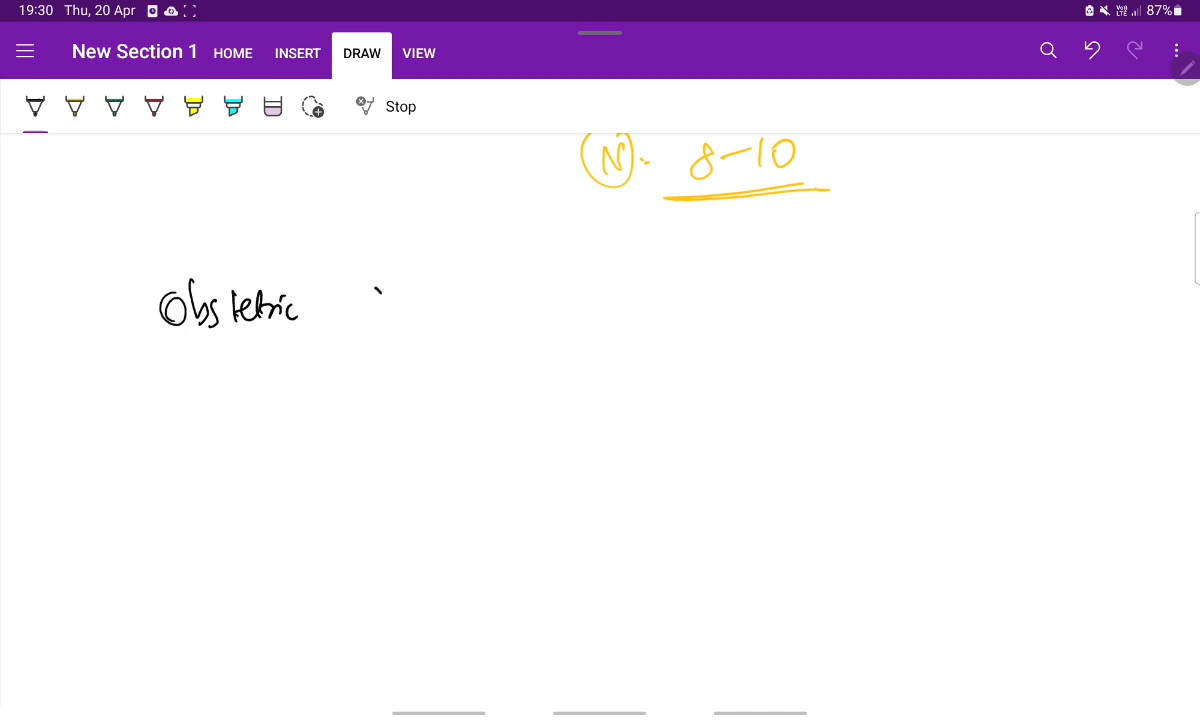 19:30 Thu, 20 Apr 87%
New Section 1 HOME INSERT DRAW VIEW
Stop
N. 8-10
Obstetric